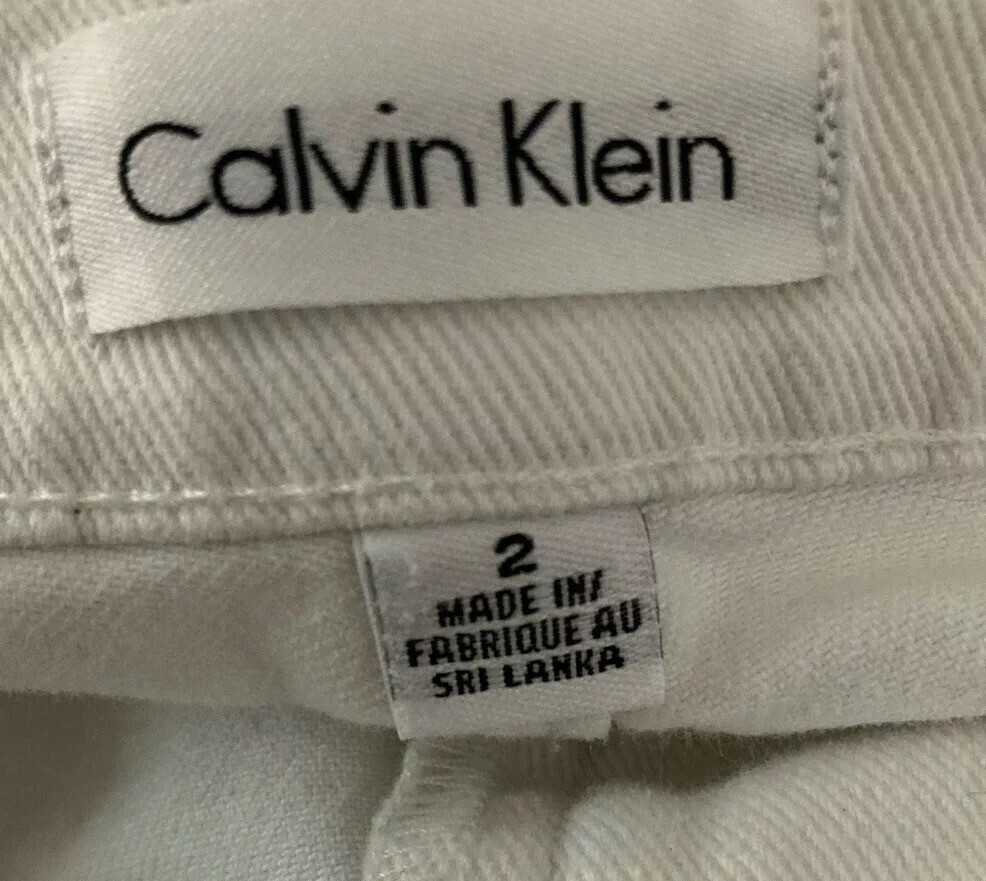 Calvin Klein
2
MADE IN/
FABRIQUE AU
SRI LANKA